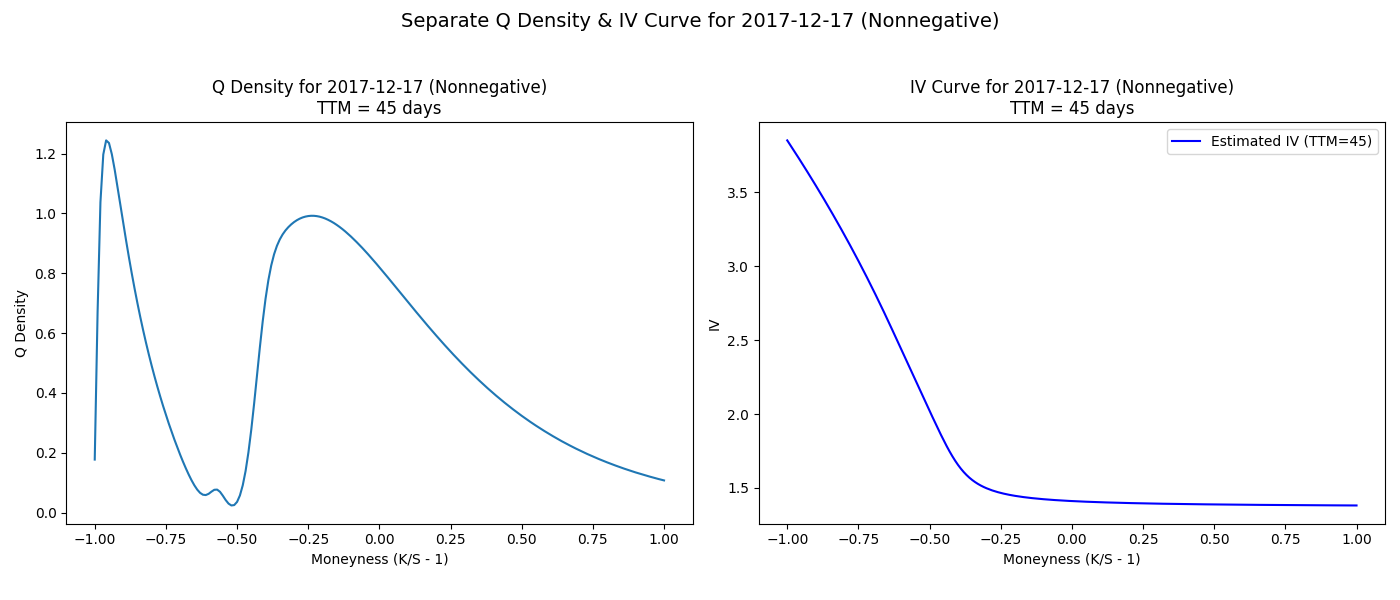 Separate Q Density & IV Curve for 2017-12-17 (Nonnegative)
Q Density for 2017-12-17 (Nonnegative)
TTM = 45 days
Q Density
1.2
1.0
0.8
0.6
0.4
0.2
0.0
−1.00 −0.75 −0.50 −0.25 0.00 0.25 0.50 0.75 1.00
Moneyness (K/S - 1)
IV Curve for 2017-12-17 (Nonnegative)
TTM = 45 days
Estimated IV (TTM=45)
IV
3.5
3.0
2.5
2.0
1.5
−1.00 −0.75 −0.50 −0.25 0.00 0.25 0.50 0.75 1.00
Moneyness (K/S - 1)